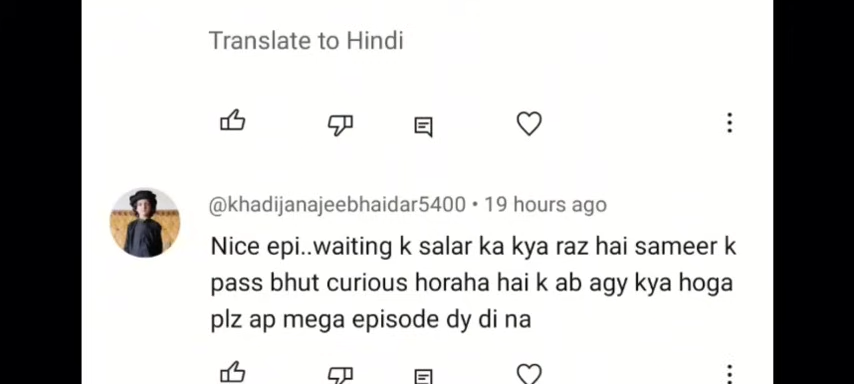 Translate to Hindi
@khadijanajeebhaidar5400 • 19 hours ago
Nice epi..waiting k salar ka kya raz hai sameer k
pass bhut curious horaha hai k ab agy kya hoga
plz ap mega episode dy di na